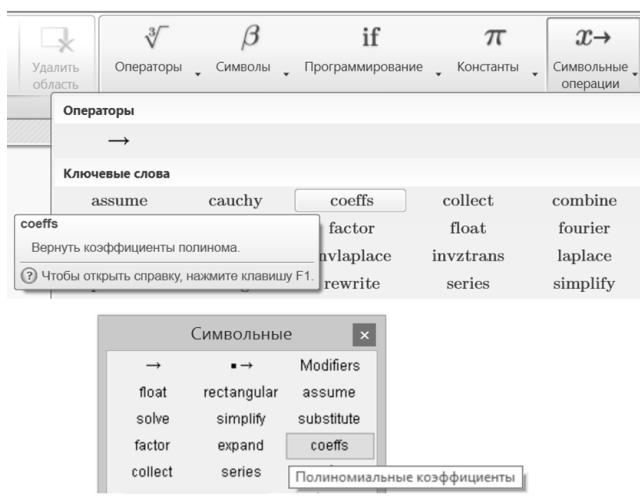 Удалить область
Операторы
Символы
if
Программирование
π
Константы
x→
Символьные операции
∛
β
Операторы
→
Ключевые слова
assume cauchy coeffs collect combine
coeffs
Вернуть коэффициенты полинома.
Чтобы открыть справку, нажмите клавишу F1.
factor float fourier
invztrans laplace
rewrite series simplify
Символьные
→ ▪→ Modifiers
float rectangular assume
solve simplify substitute
factor expand coeffs
collect series
Полиномиальные коэффициенты